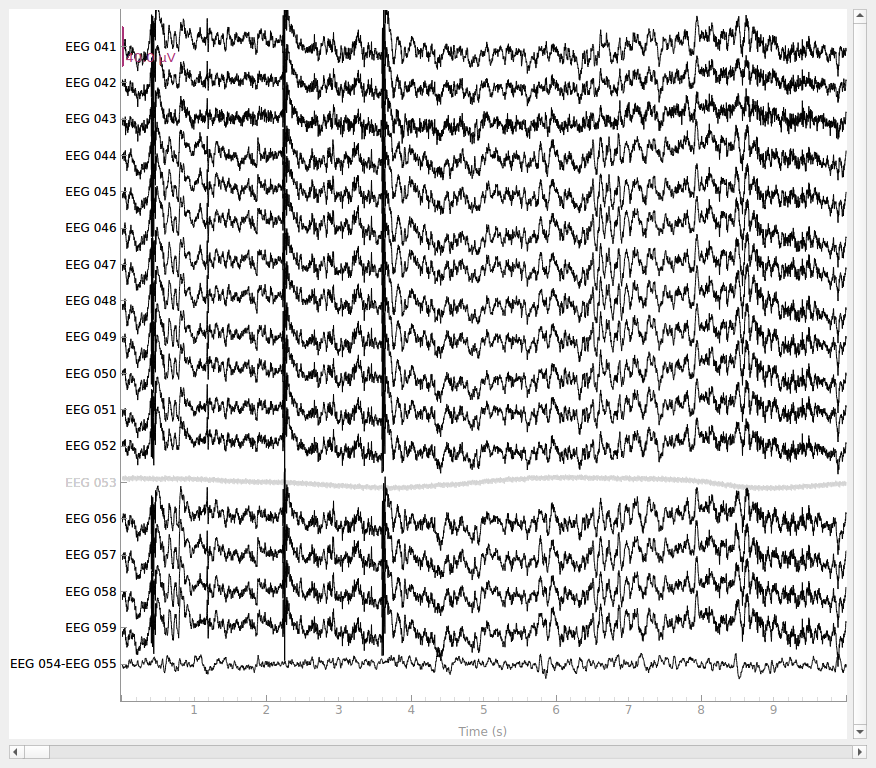 EEG 041
40.0 µV
EEG 042
EEG 043
EEG 044
EEG 045
EEG 046
EEG 047
EEG 048
EEG 049
EEG 050
EEG 051
EEG 052
EEG 053
EEG 056
EEG 057
EEG 058
EEG 059
EEG 054-EEG 055
1 2 3 4 5 6 7 8 9
Time (s)